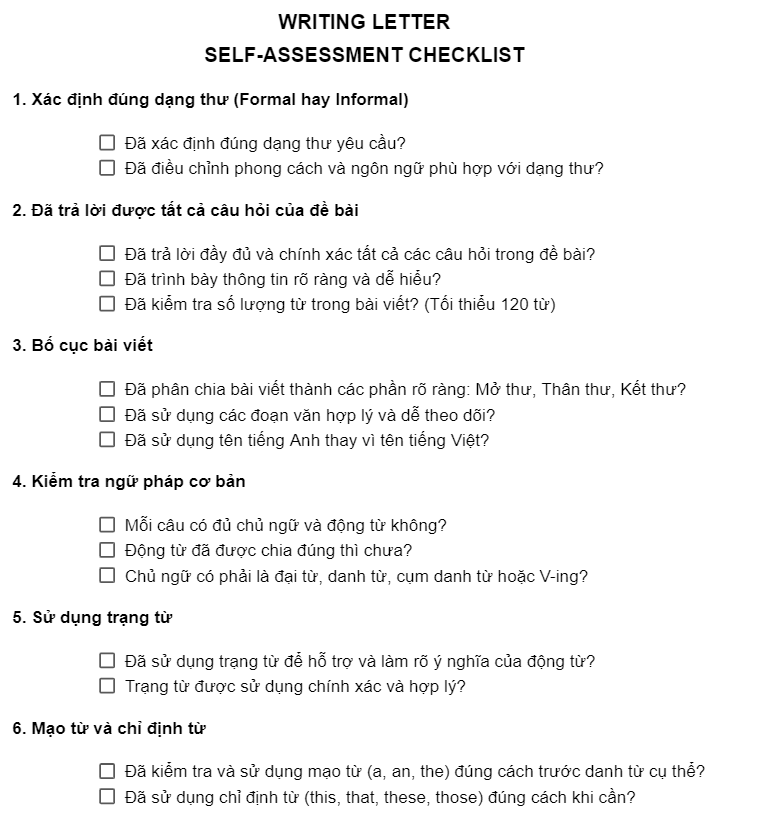 WRITING LETTER
SELF-ASSESSMENT CHECKLIST
1. Xác định đúng dạng thư (Formal hay Informal)
Đã xác định đúng dạng thư yêu cầu?
Đã điều chỉnh phong cách và ngôn ngữ phù hợp với dạng thư?
2. Đã trả lời được tất cả câu hỏi của đề bài
Đã trả lời đầy đủ và chính xác tất cả các câu hỏi trong đề bài?
Đã trình bày thông tin rõ ràng và dễ hiểu?
Đã kiểm tra số lượng từ trong bài viết? (Tối thiểu 120 từ)
3. Bố cục bài viết
Đã phân chia bài viết thành các phần rõ ràng: Mở thư, Thân thư, Kết thư?
Đã sử dụng các đoạn văn hợp lý và dễ theo dõi?
Đã sử dụng tên tiếng Anh thay vì tên tiếng Việt?
4. Kiểm tra ngữ pháp cơ bản
Mỗi câu có đủ chủ ngữ và động từ không?
Động từ đã được chia đúng thì chưa?
Chủ ngữ có phải là đại từ, danh từ, cụm danh từ hoặc V-ing?
5. Sử dụng trạng từ
Đã sử dụng trạng từ để hỗ trợ và làm rõ ý nghĩa của động từ?
Trạng từ được sử dụng chính xác và hợp lý?
6. Mạo từ và chỉ định từ
Đã kiểm tra và sử dụng mạo từ (a, an, the) đúng cách trước danh từ cụ thể?
Đã sử dụng chỉ định từ (this, that, these, those) đúng cách khi cần?